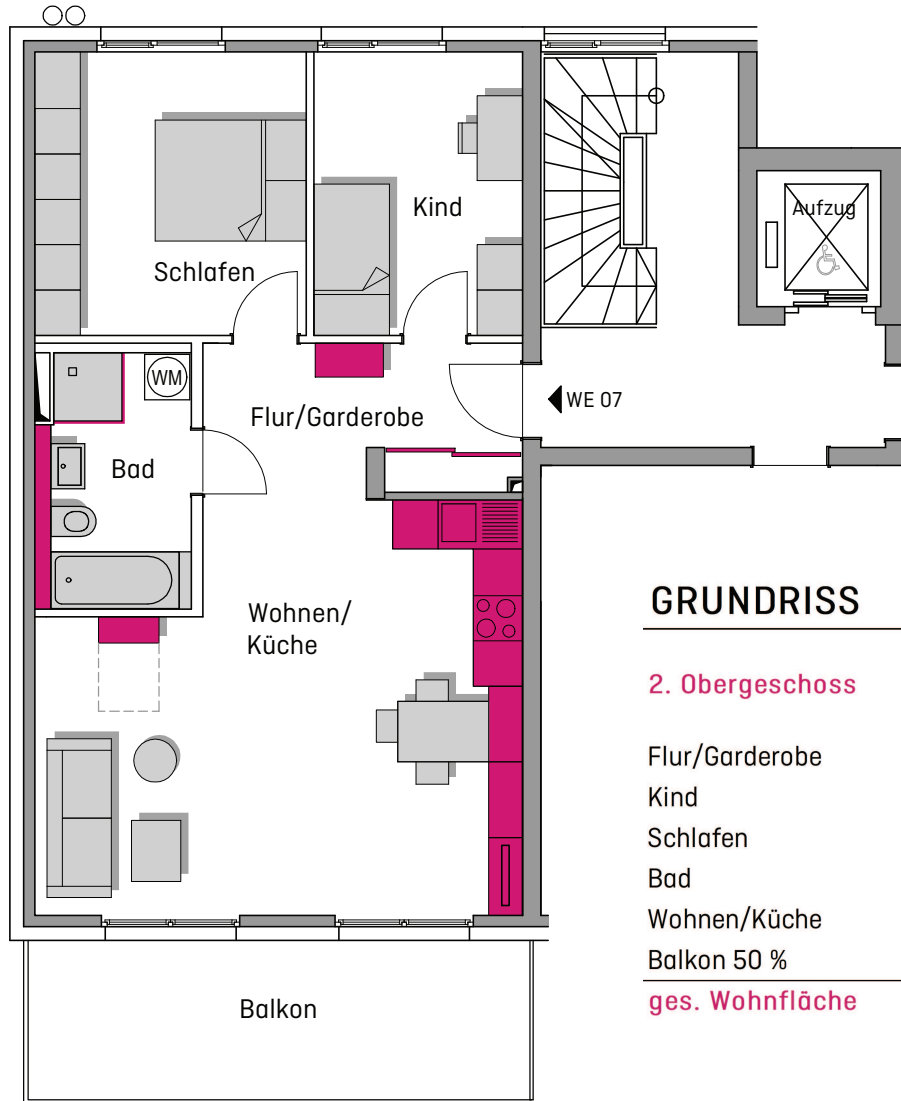 Aufzug
Kind
Schlafen
WM
WE 07
Flur/Garderobe
Bad
Wohnen/
Küche
Balkon
GRUNDRISS
2. Obergeschoss
Flur/Garderobe
Kind
Schlafen
Bad
Wohnen/Küche
Balkon 50 %
ges. Wohnfläche